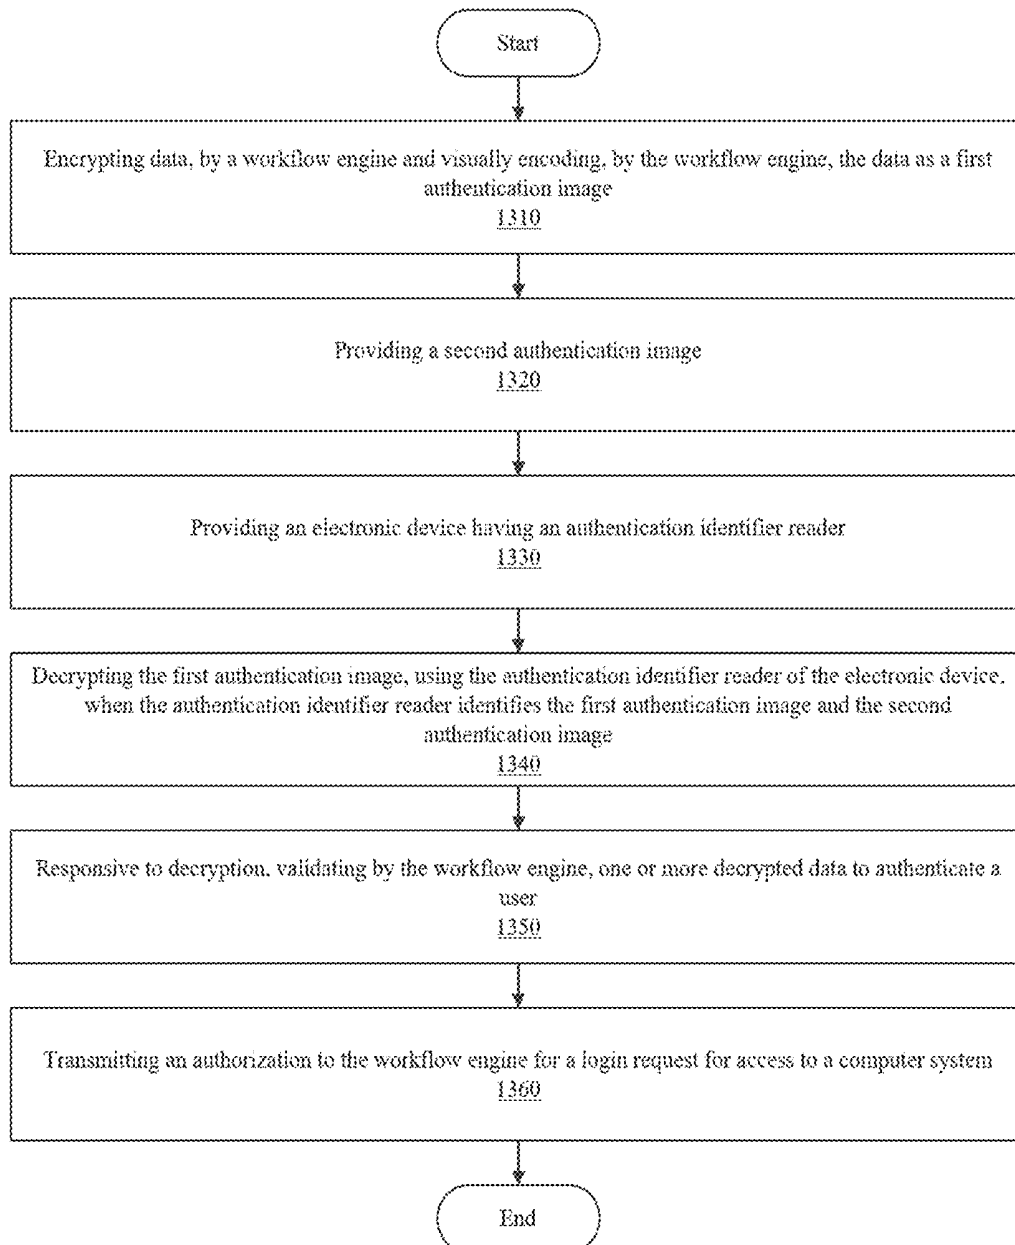 Start
Encrypting data, by a workflow engine and visually encoding, by the workflow engine, the data as a first
authentication image
1310
Providing a second authentication image
1320
Providing an electronic device having an authentication identifier reader
1330
Decrypting the first authentication image, using the authentication identifier reader of the electronic device,
when the authentication identifier reader identifies the first authentication image and the second
authentication image
1340
Responsive to decryption, validating by the workflow engine, one or more decrypted data to authenticate a
user
1350
Transmitting an authorization to the workflow engine for a login request for access to a computer system
1360
End